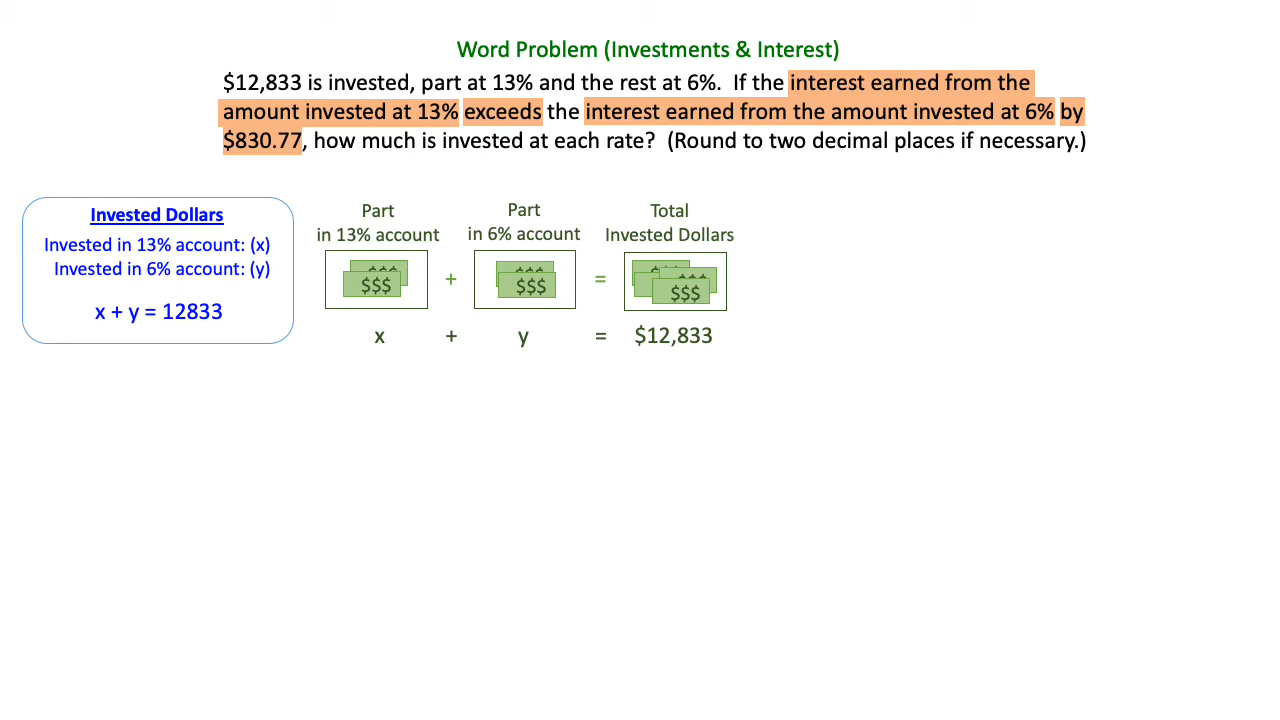 Word Problem (Investments & Interest)
$12,833 is invested, part at 13% and the rest at 6%. If the interest earned from the
amount invested at 13% exceeds the interest earned from the amount invested at 6% by
$830.77, how much is invested at each rate? (Round to two decimal places if necessary.)
Invested Dollars
Invested in 13% account: (x)
Invested in 6% account: (y)
x + y = 12833
Part Part Total
in 13% account in 6% account Invested Dollars
$$$ $$$ $$$ $$$ $$$ $$$
$$$ + $$$ = $$$
x + y = $12,833